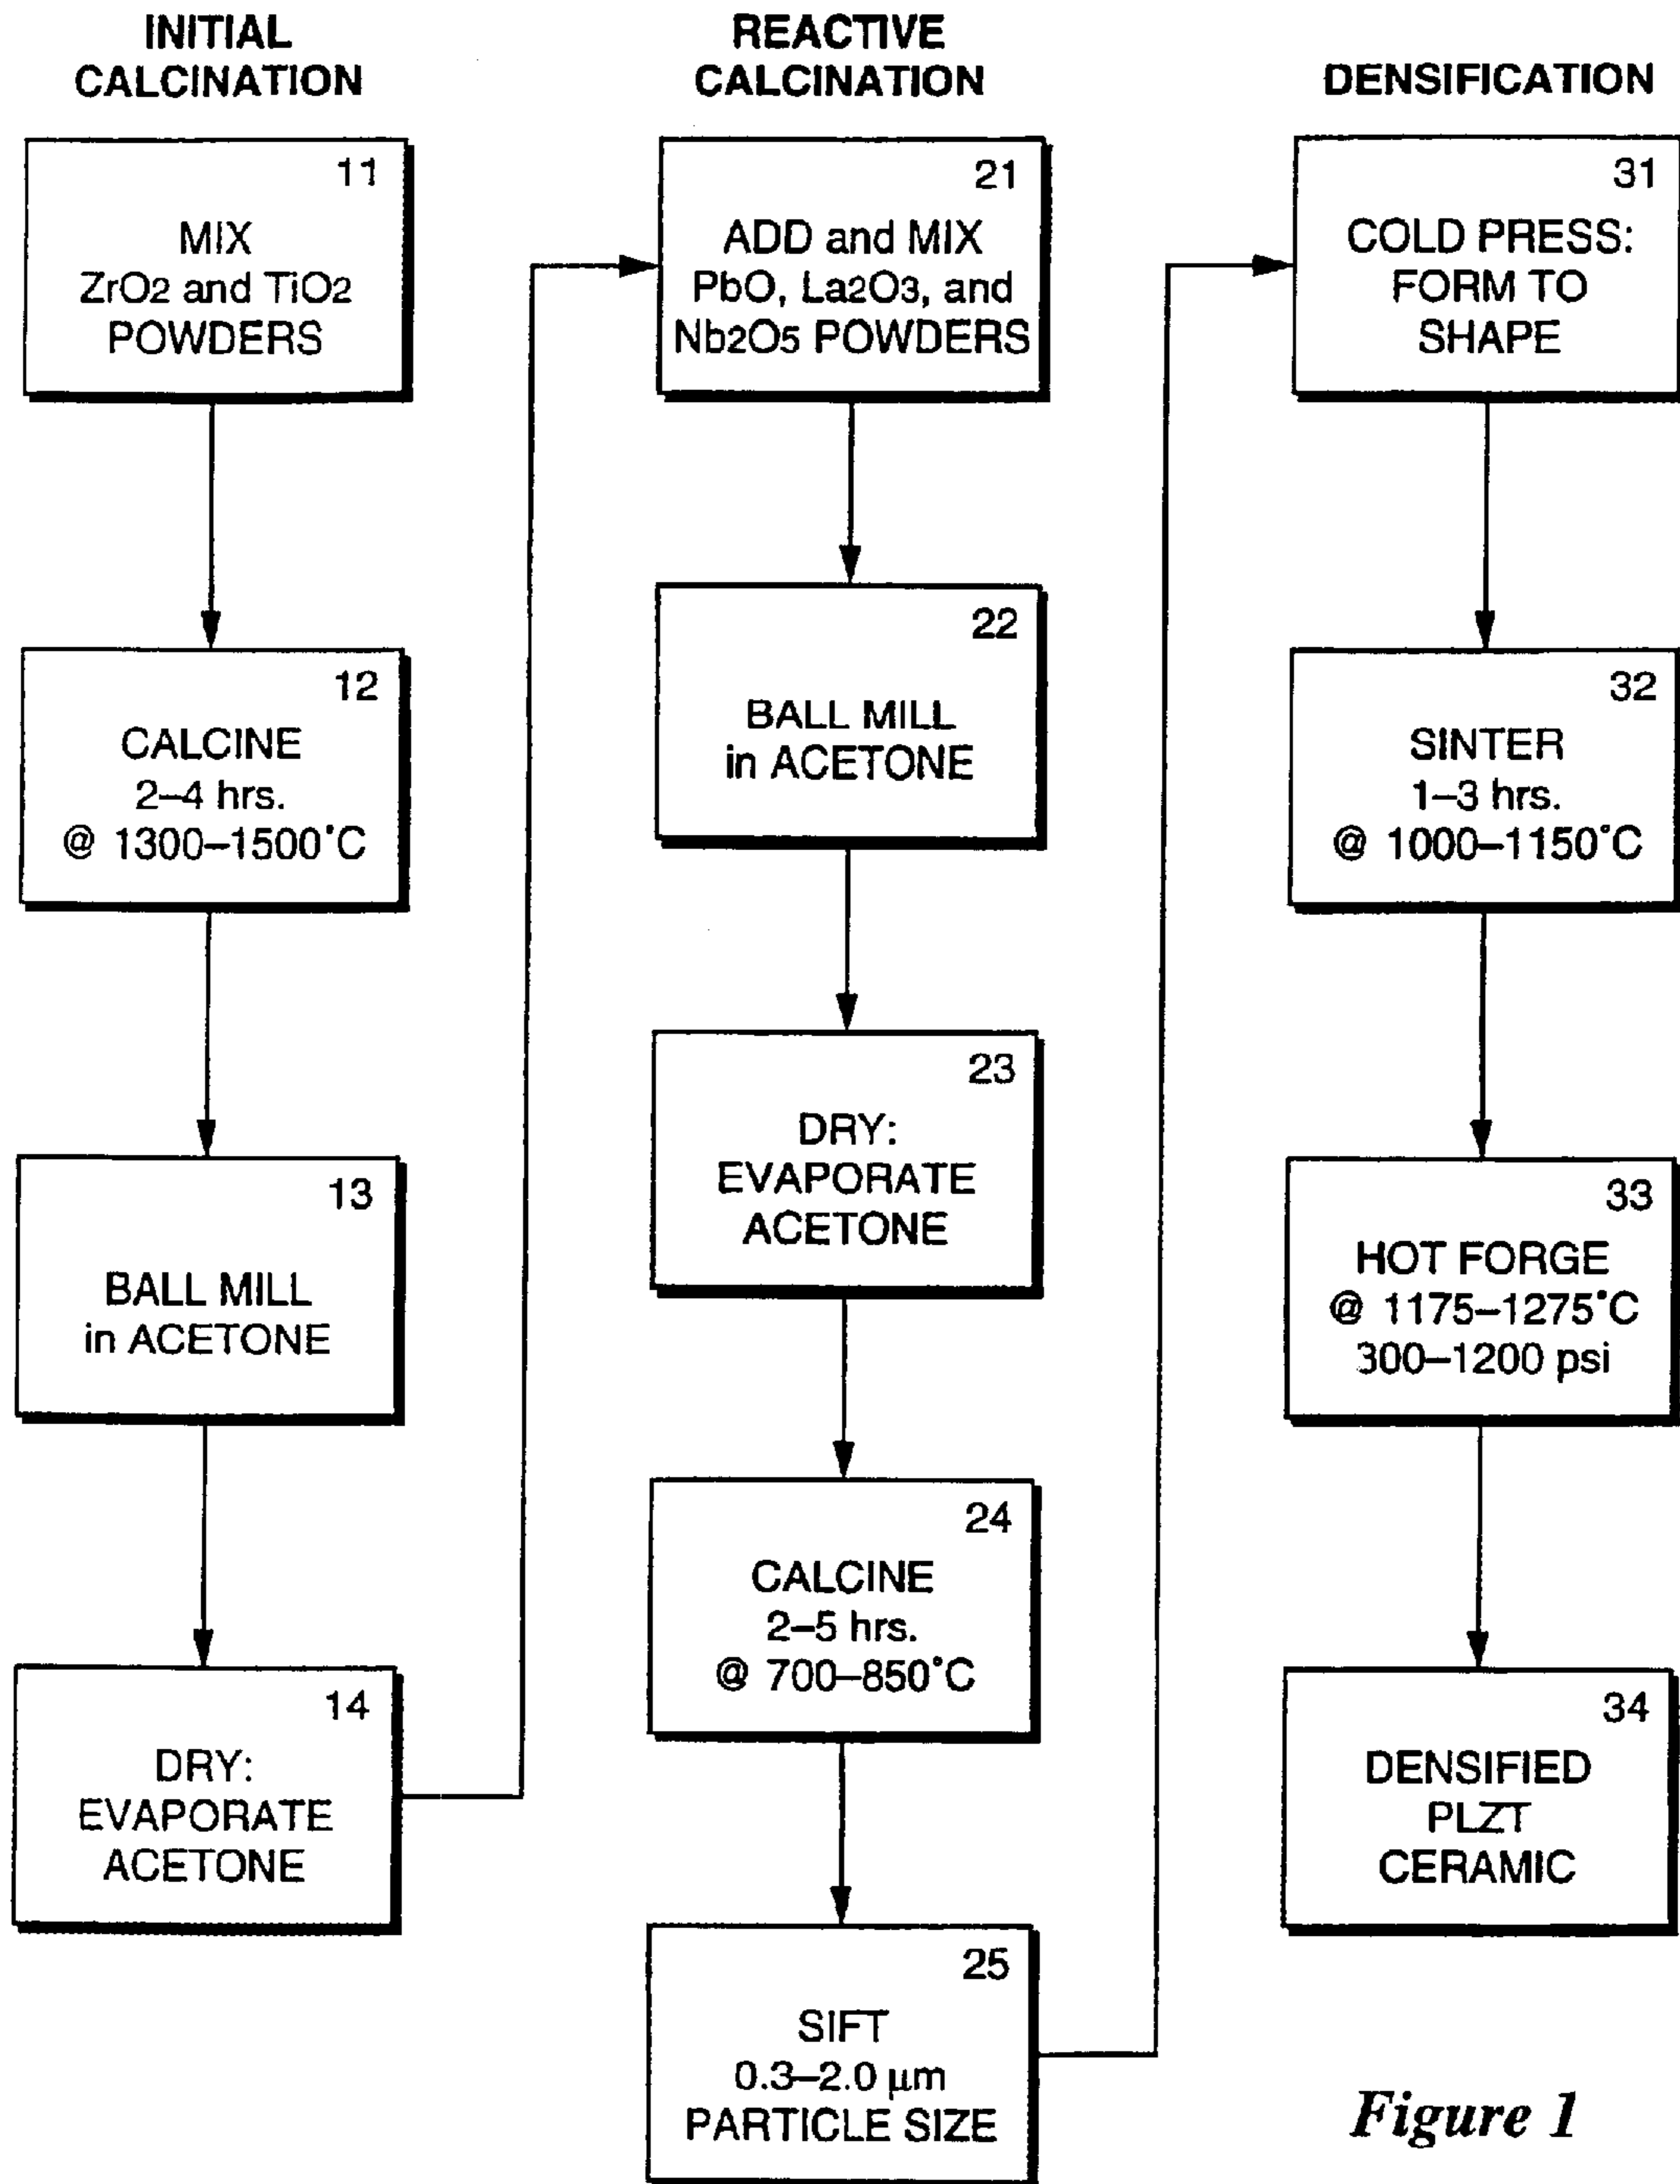 INITIAL
CALCINATION
11
MIX
ZrO2 and TiO2
POWDERS
12
CALCINE
2–4 hrs.
@ 1300–1500°C
13
BALL MILL
in ACETONE
14
DRY:
EVAPORATE
ACETONE
REACTIVE
CALCINATION
21
ADD and MIX
PbO, La2O3, and
Nb2O5 POWDERS
22
BALL MILL
in ACETONE
23
DRY:
EVAPORATE
ACETONE
24
CALCINE
2–5 hrs.
@ 700–850°C
25
SIFT
0.3–2.0 µm
PARTICLE SIZE
DENSIFICATION
31
COLD PRESS:
FORM TO
SHAPE
32
SINTER
1–3 hrs.
@ 1000–1150°C
33
HOT FORGE
@ 1175–1275°C
300–1200 psi
34
DENSIFIED
PLZT
CERAMIC
Figure 1